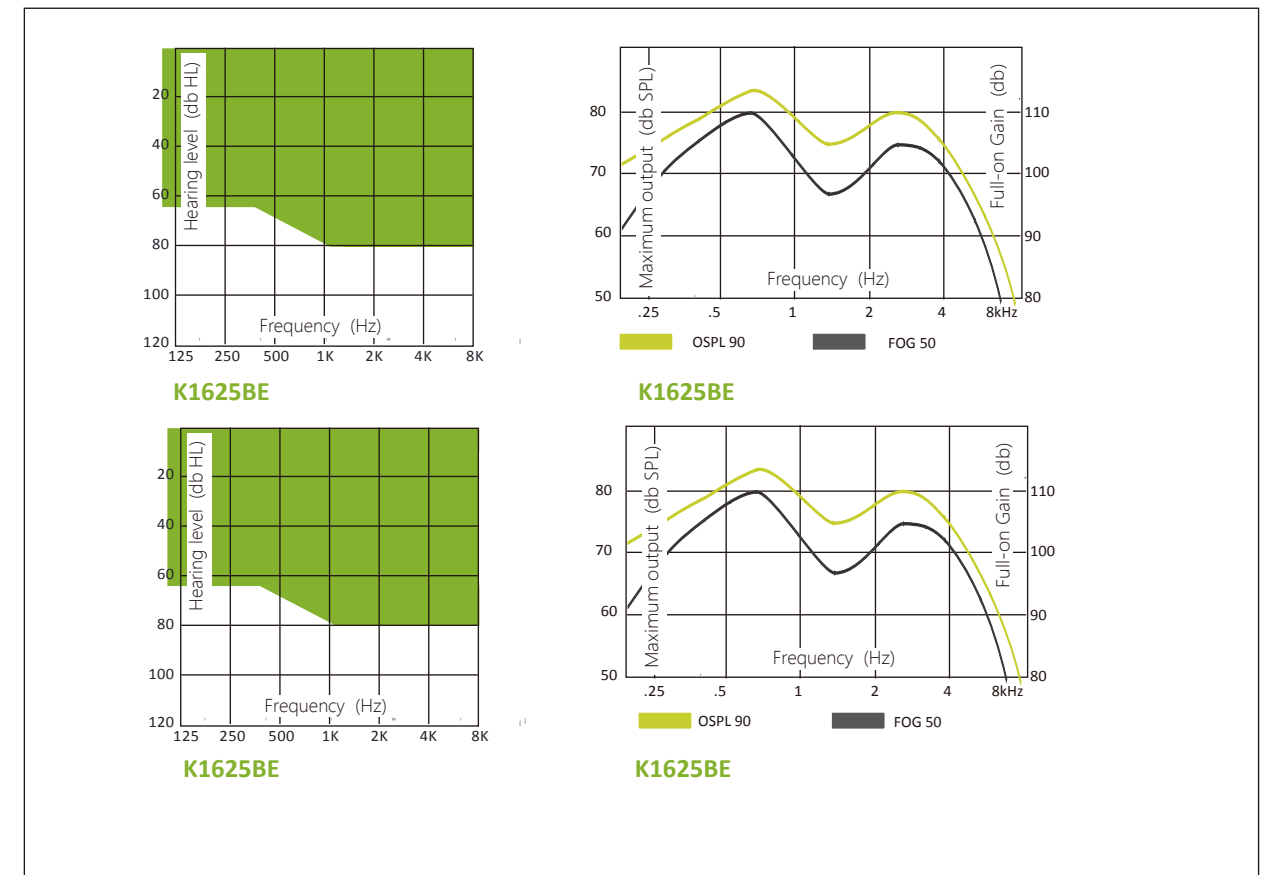 Hearing level (db HL)
20
40
60
80
100
120
Frequency (Hz)
125 250 500 1K 2K 4K 8K
K1625BE
Maximum output (db SPL)
Full-on Gain (db)
80 110
70 100
60 90
50 80
Frequency (Hz)
.25 .5 1 2 4 8kHz
OSPL 90 FOG 50
K1625BE
Hearing level (db HL)
20
40
60
80
100
120
Frequency (Hz)
125 250 500 1K 2K 4K 8K
K1625BE
Maximum output (db SPL)
Full-on Gain (db)
80 110
70 100
60 90
50 80
Frequency (Hz)
.25 .5 1 2 4 8kHz
OSPL 90 FOG 50
K1625BE